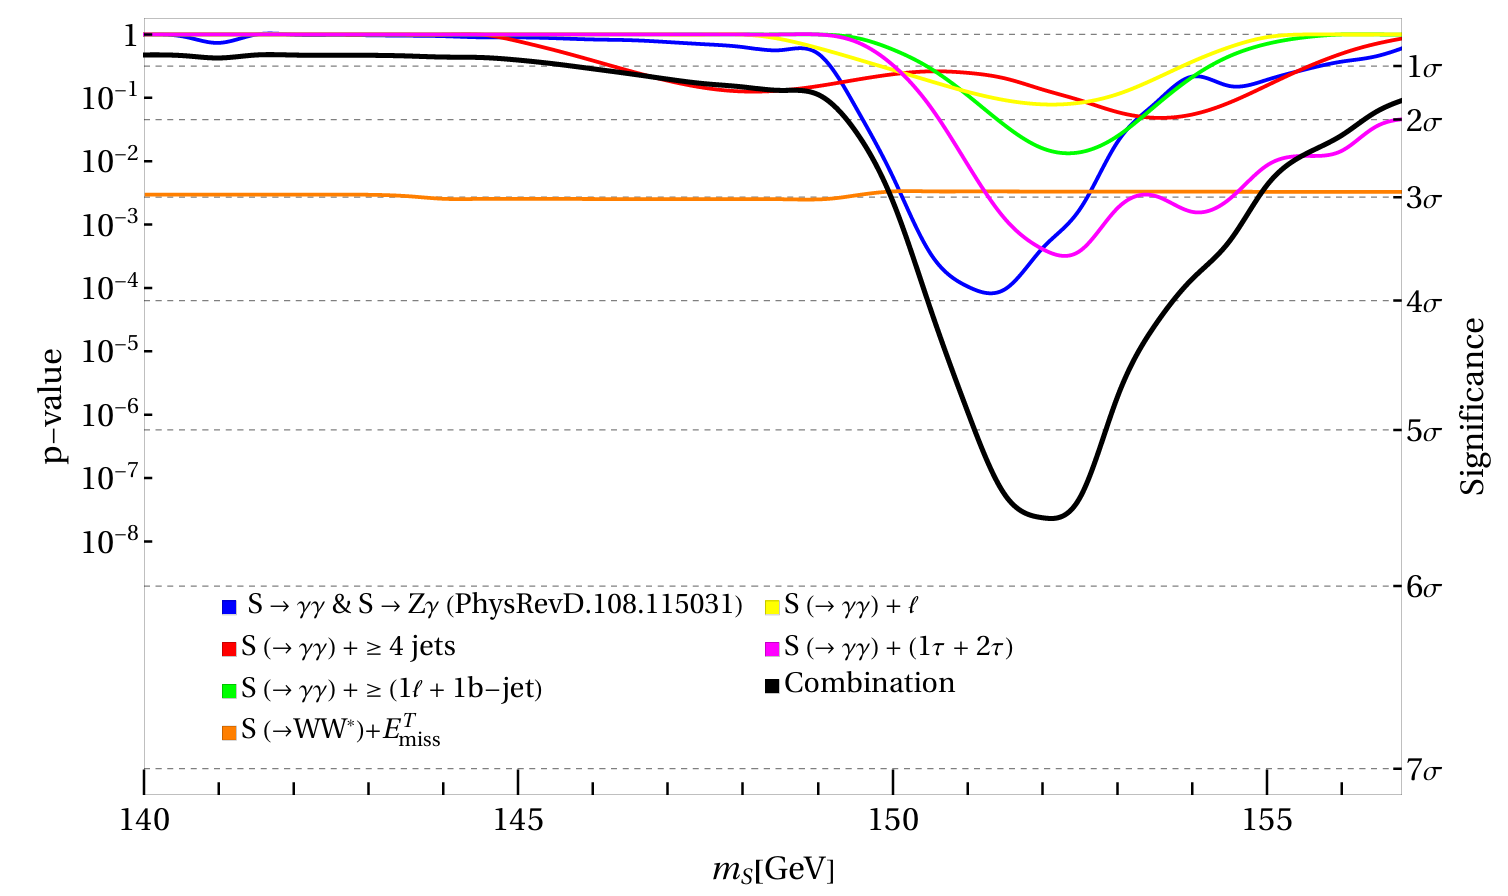 1
10⁻¹
10⁻²
10⁻³
10⁻⁴
10⁻⁵
10⁻⁶
10⁻⁷
10⁻⁸
p−value
1σ
2σ
3σ
4σ
5σ
6σ
7σ
Significance
S → γγ & S → Zγ (PhysRevD.108.115031)
S (→ γγ) + ≥ 4 jets
S (→ γγ) + ≥ (1ℓ + 1b−jet)
S (→WW*)+E^T_miss
S (→ γγ) + ℓ
S (→ γγ) + (1τ + 2τ)
Combination
140 145 150 155
m_S[GeV]